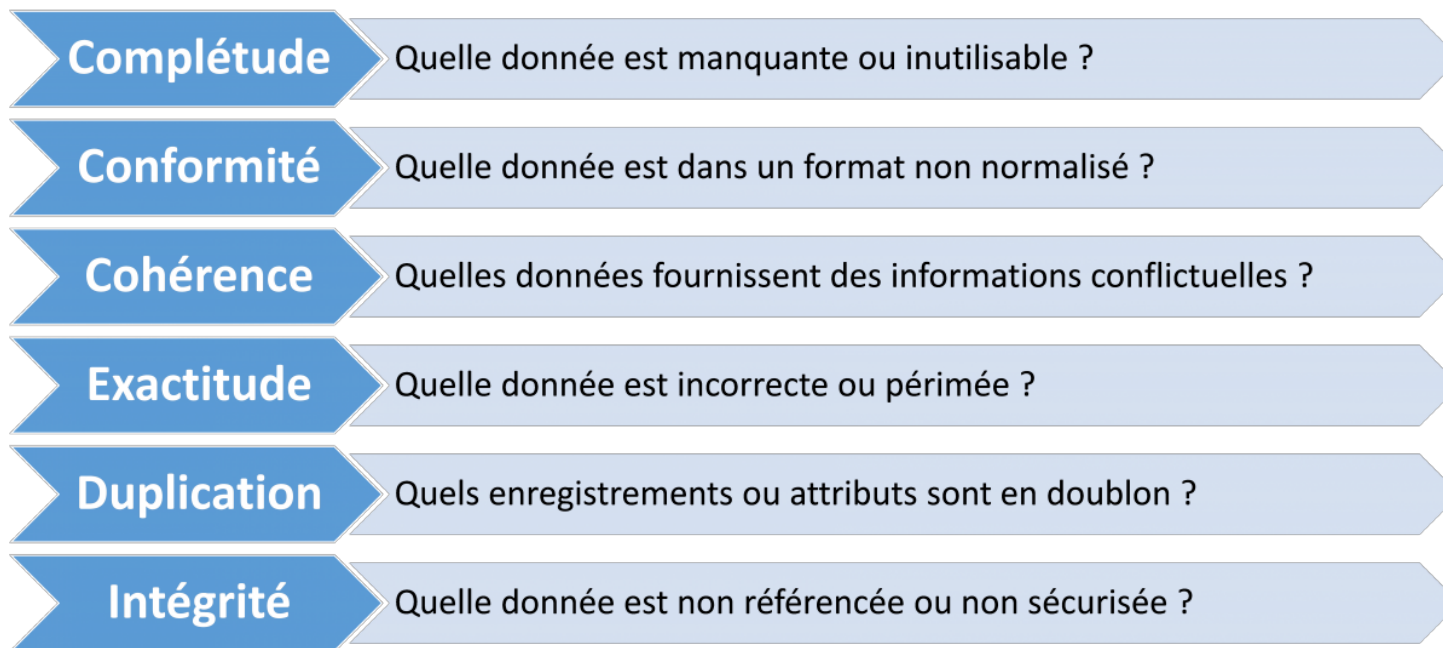 Complétude
Quelle donnée est manquante ou inutilisable ?
Conformité
Quelle donnée est dans un format non normalisé ?
Cohérence
Quelles données fournissent des informations conflictuelles ?
Exactitude
Quelle donnée est incorrecte ou périmée ?
Duplication
Quels enregistrements ou attributs sont en doublon ?
Intégrité
Quelle donnée est non référencée ou non sécurisée ?